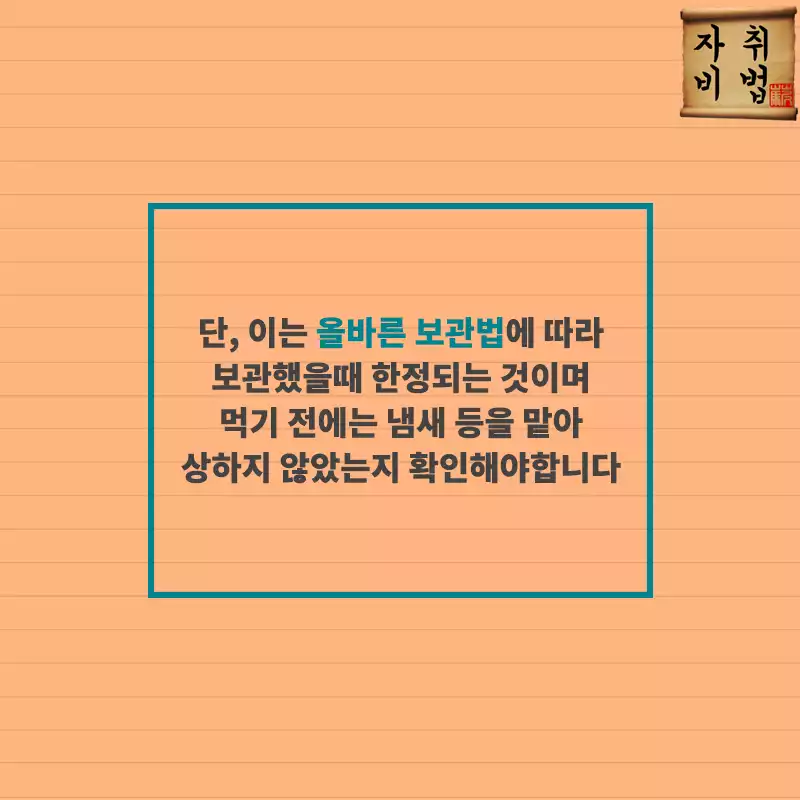 자취
비법
단, 이는 올바른 보관법에 따라
보관했을때 한정되는 것이며
먹기 전에는 냄새 등을 맡아
상하지 않았는지 확인해야합니다